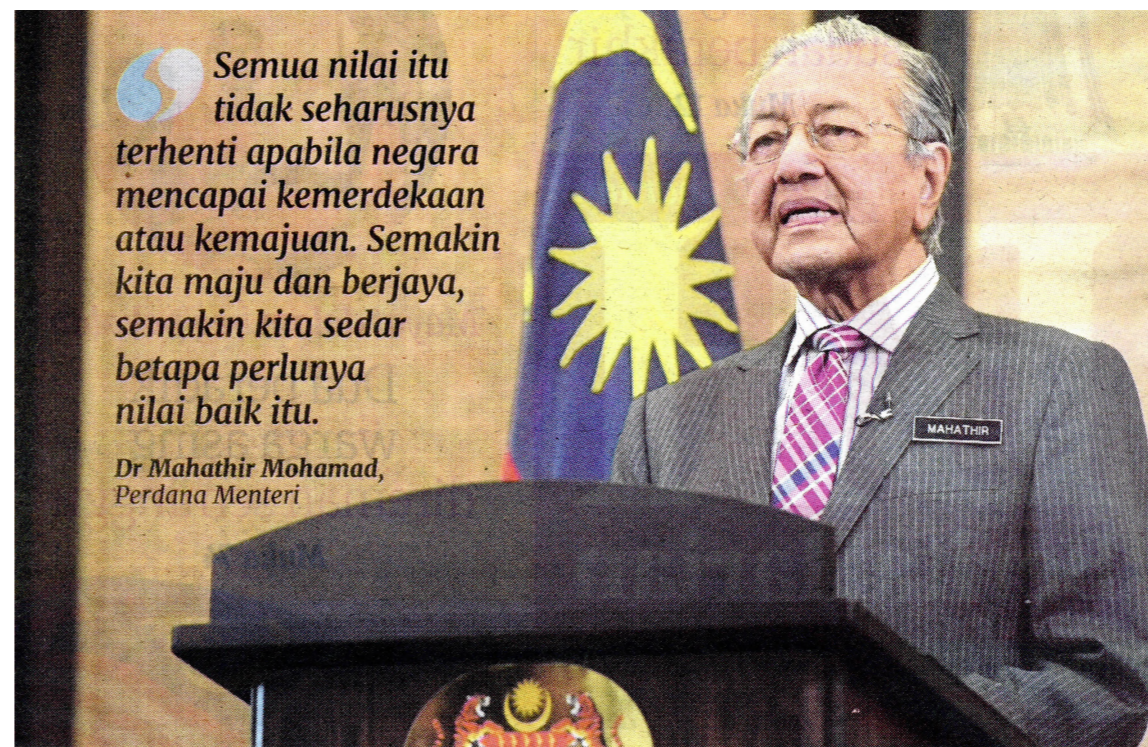 Semua nilai itu
tidak seharusnya
terhenti apabila negara
mencapai kemerdekaan
atau kemajuan. Semakin
kita maju dan berjaya,
semakin kita sedar
betapa perlunya
nilai baik itu.
Dr Mahathir Mohamad,
Perdana Menteri
MAHATHIR